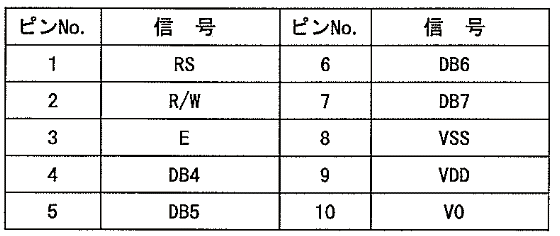 ピンNo. 信 号 ピンNo. 信 号
1 RS 6 DB6
2 R/W 7 DB7
3 E 8 VSS
4 DB4 9 VDD
5 DB5 10 V0